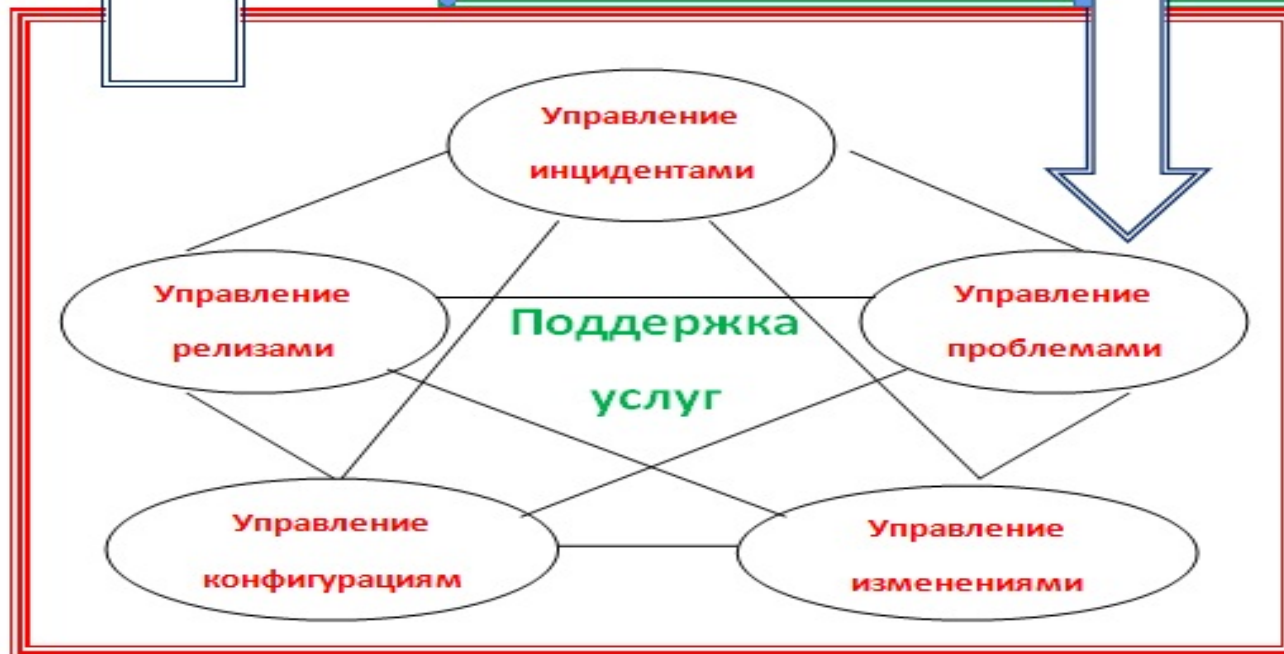 Управление
инцидентами
Управление
релизами
Поддержка
услуг
Управление
проблемами
Управление
конфигурациям
Управление
изменениями